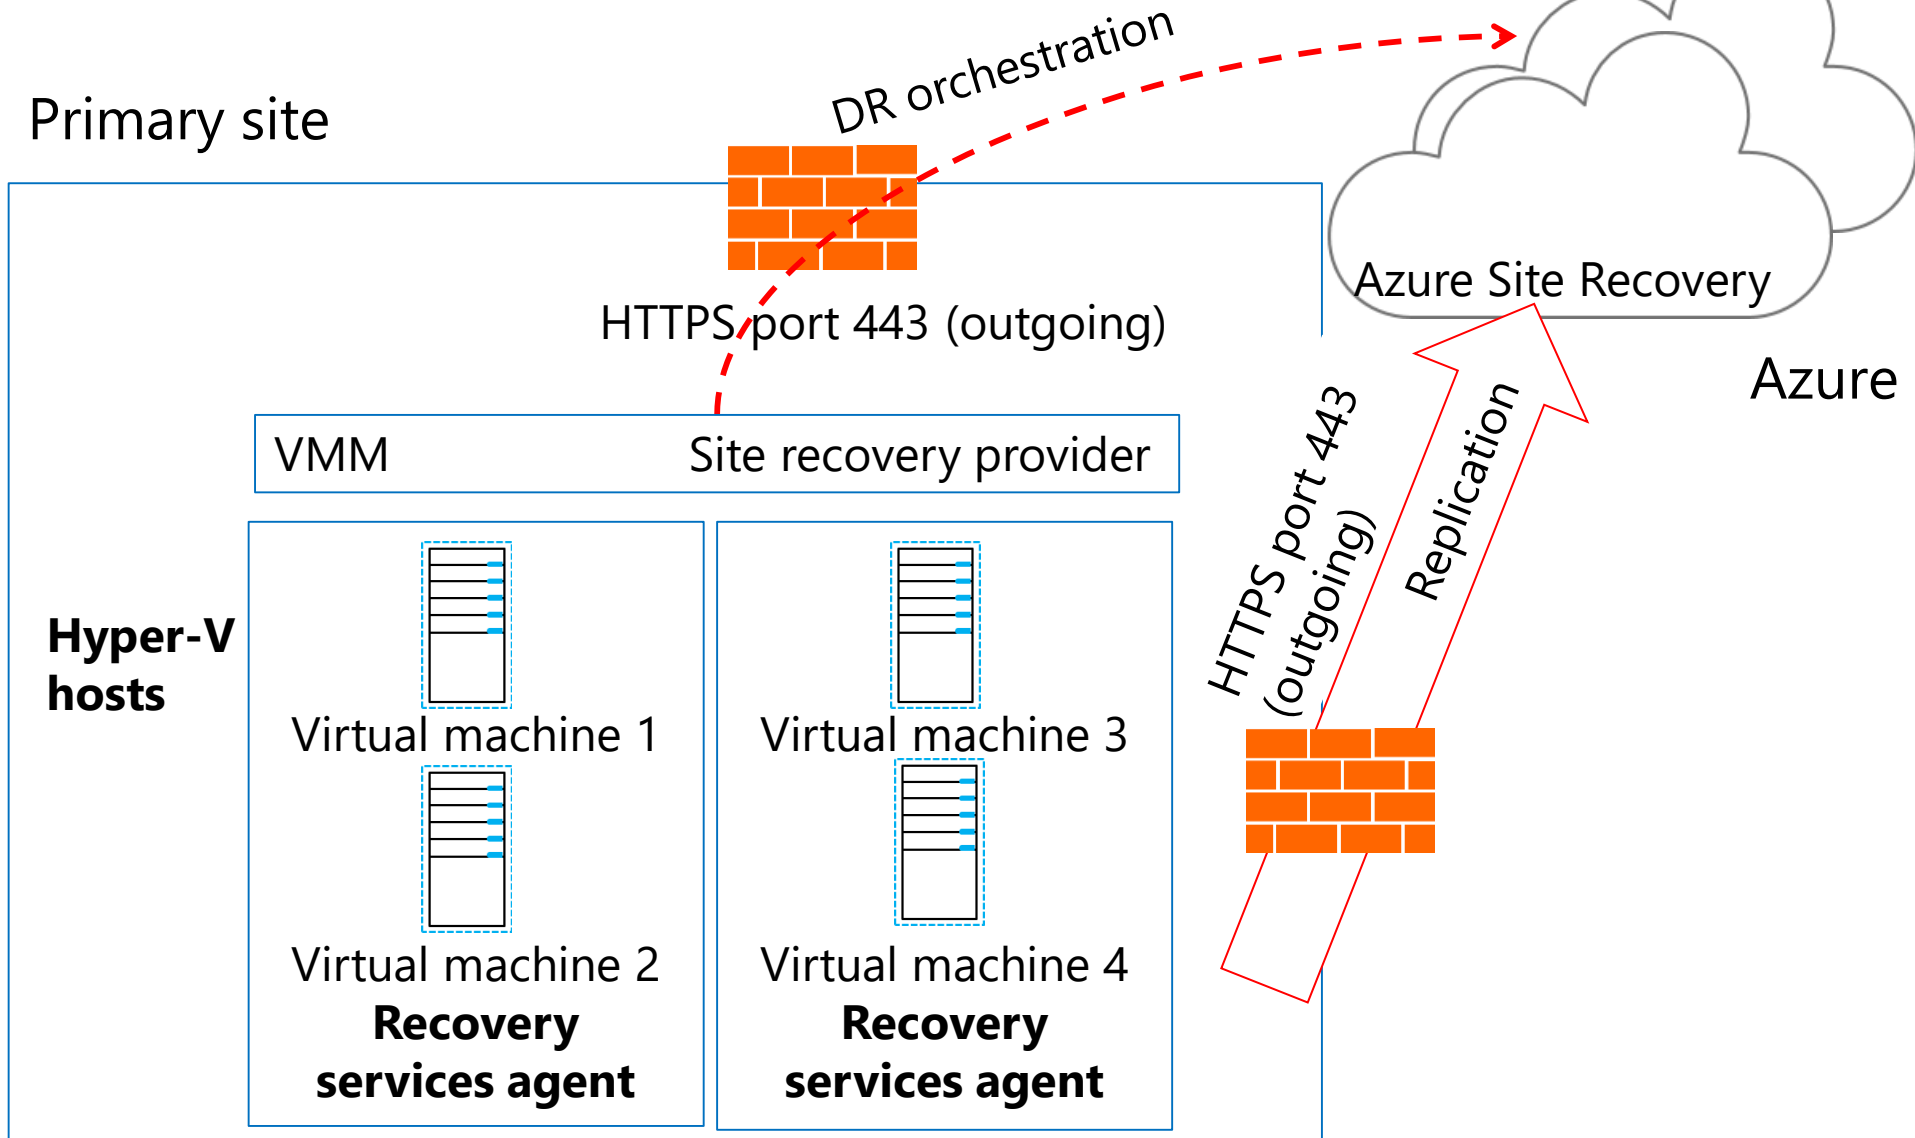 DR orchestration
Primary site
Azure Site Recovery
HTTPS port 443 (outgoing)
Azure
VMM
Site recovery provider
HTTPS port 443
(outgoing)
Replication
Hyper-V
hosts
Virtual machine 1
Virtual machine 3
Virtual machine 2
Virtual machine 4
Recovery
services agent
Recovery
services agent